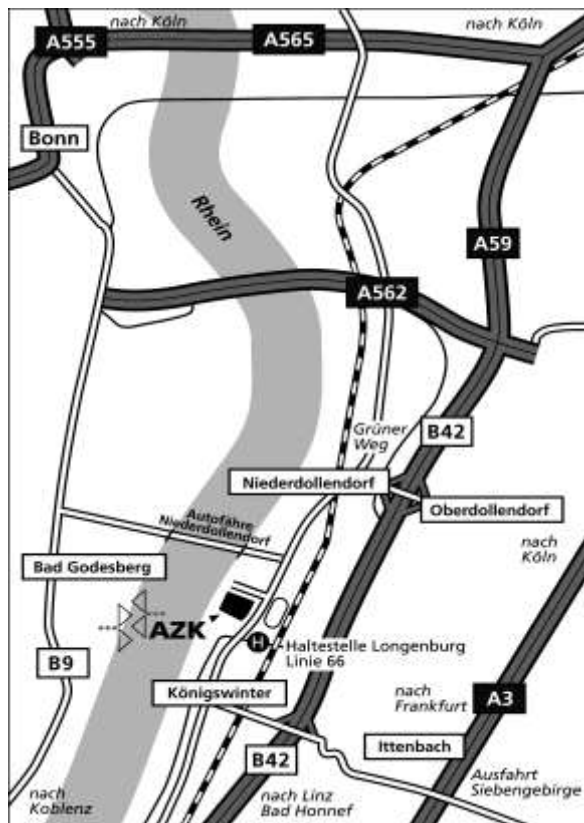 nach Köln
nach Köln
A555
A565
Bonn
Rhein
A59
A562
Grüner
Weg
B42
Niederdollendorf
Oberdollendorf
Autofähre
Niederdollendorf
nach
Köln
Bad Godesberg
AZK
H
Haltestelle Longenburg
Linie 66
B9
Königswinter
nach
Frankfurt
A3
Ittenbach
B42
Ausfahrt
Siebengebirge
nach
Koblenz
nach Linz
Bad Honnef